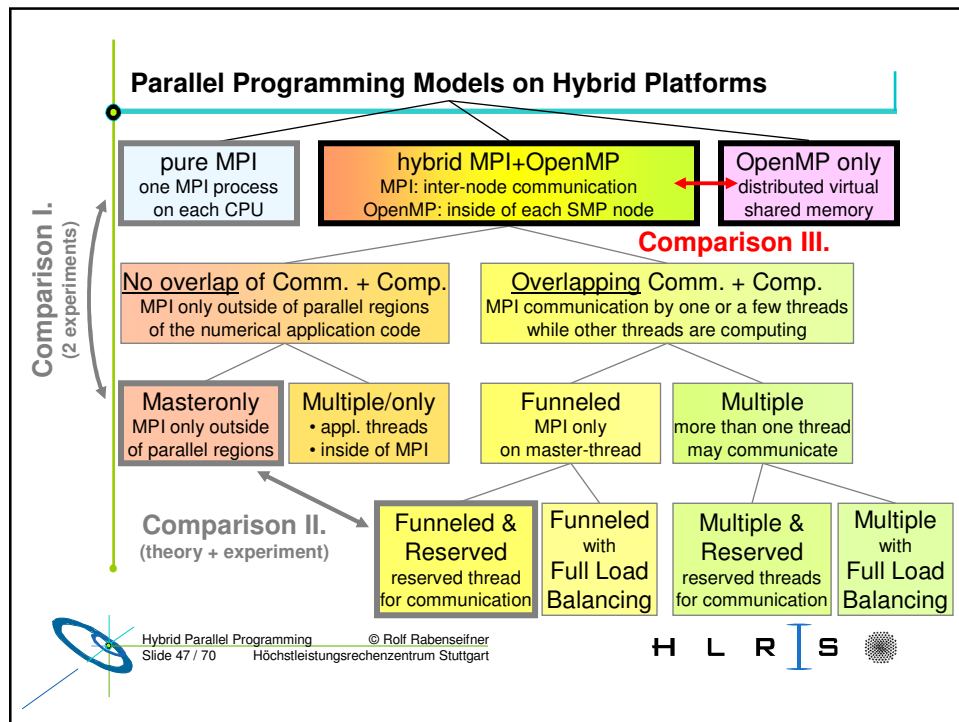 Parallel Programming Models on Hybrid Platforms
pure MPI
one MPI process
on each CPU
hybrid MPI+OpenMP
MPI: inter-node communication
OpenMP: inside of each SMP node
OpenMP only
distributed virtual
shared memory
Comparison III.
Comparison I.
(2 experiments)
No overlap of Comm. + Comp.
MPI only outside of parallel regions
of the numerical application code
Overlapping Comm. + Comp.
MPI communication by one or a few threads
while other threads are computing
Masteronly
MPI only outside
of parallel regions
Multiple/only
• appl. threads
• inside of MPI
Funneled
MPI only
on master-thread
Multiple
more than one thread
may communicate
Comparison II.
(theory + experiment)
Funneled &
Reserved
reserved thread
for communication
Funneled
with
Full Load
Balancing
Multiple &
Reserved
reserved threads
for communication
Multiple
with
Full Load
Balancing
Hybrid Parallel Programming © Rolf Rabenseifner
Slide 47 / 70 Höchstleistungsrechenzentrum Stuttgart
H L R I S